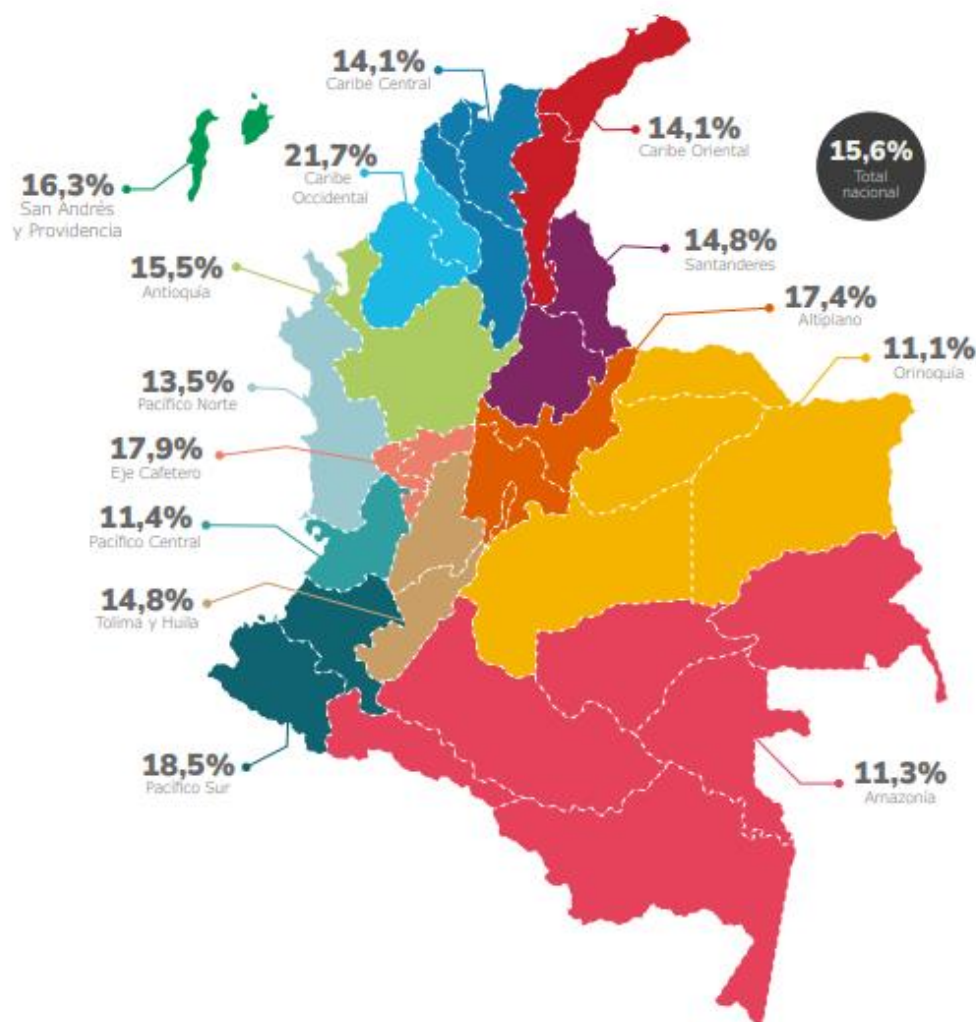 14,1%
Caribe Central
14,1%
Caribe Oriental
15,6%
Total
nacional
21,7%
Caribe
Occidental
16,3%
San Andrés
y Providencia
14,8%
Santanderes
15,5%
Antioquia
17,4%
Altiplano
11,1%
Orinoquía
13,5%
Pacífico Norte
17,9%
Eje Cafetero
11,4%
Pacífico Central
14,8%
Tolima y Huila
18,5%
Pacífico Sur
11,3%
Amazonía